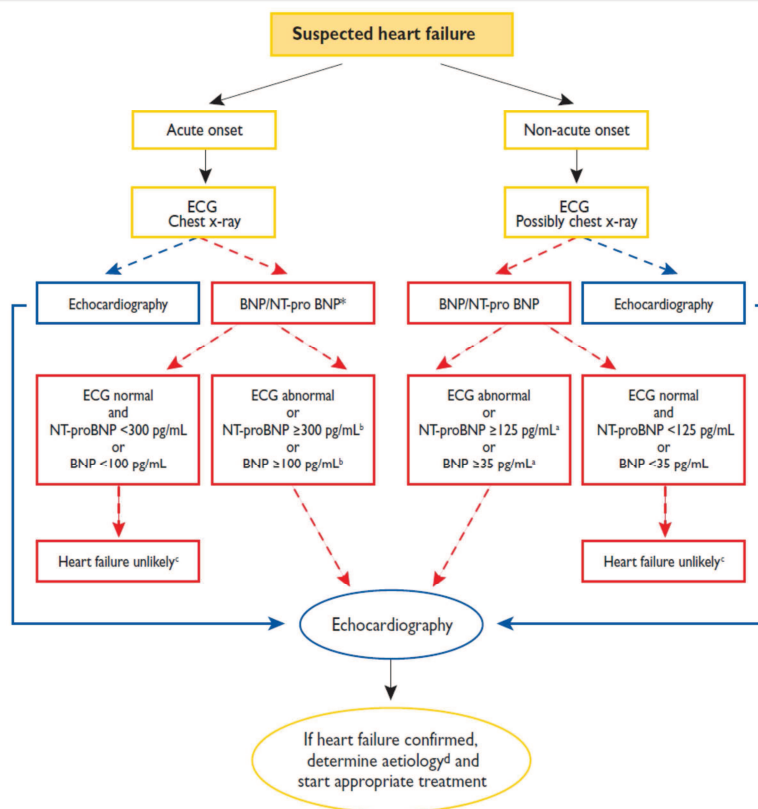 Suspected heart failure
Acute onset
Non-acute onset
ECG
Chest x-ray
ECG
Possibly chest x-ray
Echocardiography
BNP/NT-pro BNP*
BNP/NT-pro BNP
Echocardiography
ECG normal
and
NT-proBNP <300 pg/mL
or
BNP <100 pg/mL
ECG abnormal
or
NT-proBNP ≥300 pg/mLᵇ
or
BNP ≥100 pg/mLᵇ
ECG abnormal
or
NT-proBNP ≥125 pg/mLᵃ
or
BNP ≥35 pg/mLᵃ
ECG normal
and
NT-proBNP <125 pg/mL
or
BNP <35 pg/mL
Heart failure unlikelyᶜ
Heart failure unlikelyᶜ
Echocardiography
If heart failure confirmed,
determine aetiologyᵈ and
start appropriate treatment